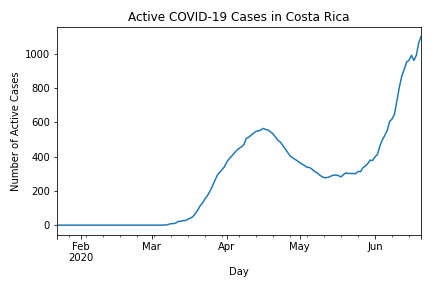 Active COVID-19 Cases in Costa Rica
Number of Active Cases
1000
800
600
400
200
0
Feb Mar Apr May Jun
2020
Day